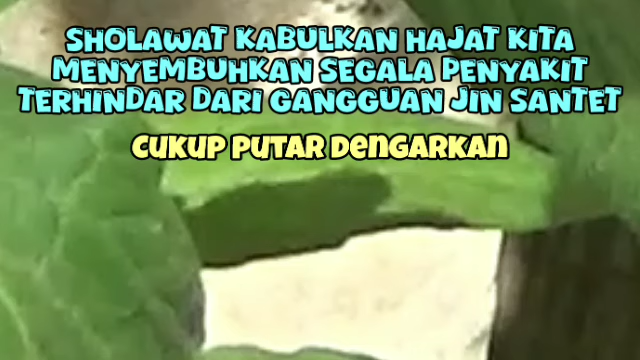 SHOLAWAT KABULKAN HAJAT KITA
MENYEMBUHKAN SEGALA PENYAKIT
TERHINDAR DARI GANGGUAN JIN SANTET
CUKUP PUTAR DENGARKAN